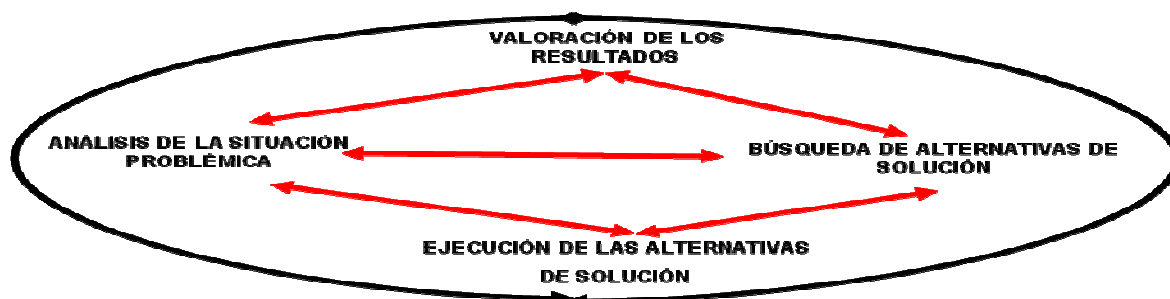 VALORACIÓN DE LOS
RESULTADOS
ANÁLISIS DE LA SITUACIÓN
PROBLÉMICA
BÚSQUEDA DE ALTERNATIVAS DE
SOLUCIÓN
EJECUCIÓN DE LAS ALTERNATIVAS
DE SOLUCIÓN